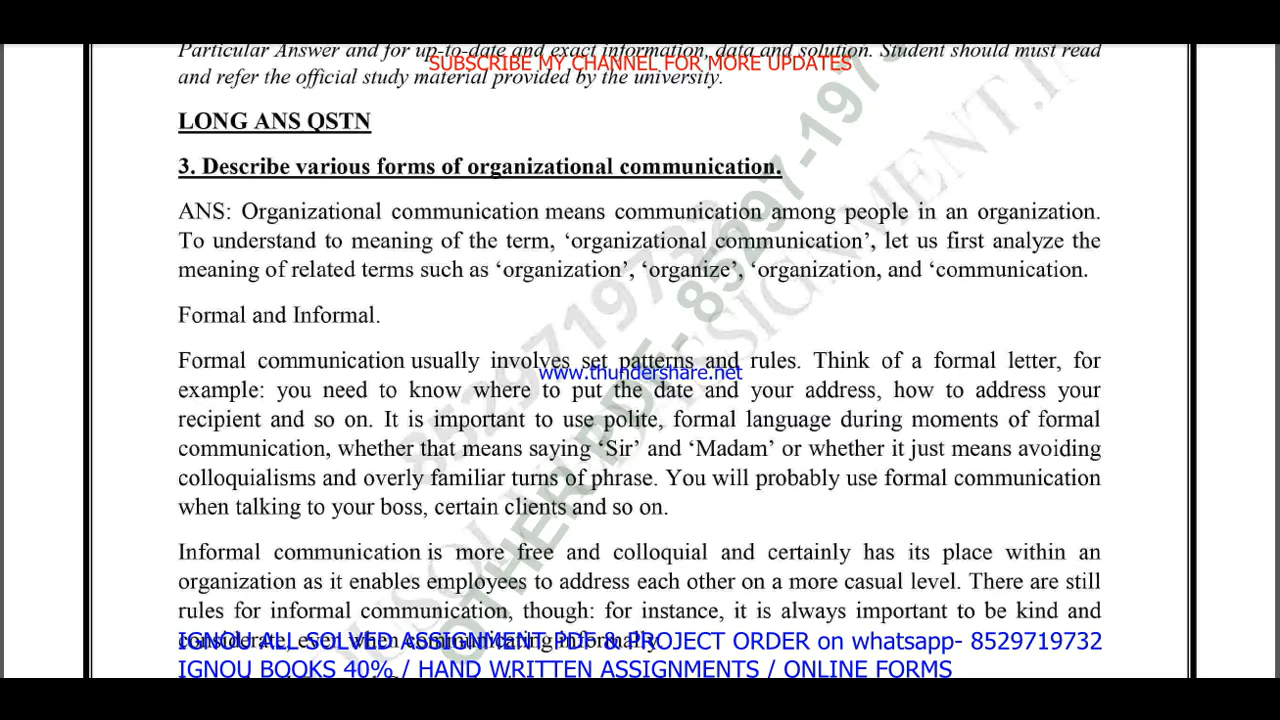 Particular Answer and for up-to-date and exact information, data and solution. Student should must read
SUBSCRIBE MY CHANNEL FOR MORE UPDATES
and refer the official study material provided by the university.
LONG ANS QSTN
3. Describe various forms of organizational communication.
ANS: Organizational communication means communication among people in an organization.
To understand to meaning of the term, ‘organizational communication’, let us first analyze the
meaning of related terms such as ‘organization’, ‘organize’, ‘organization, and ‘communication.
Formal and Informal.
Formal communication usually involves set patterns and rules. Think of a formal letter, for
www.thundershare.net
example: you need to know where to put the date and your address, how to address your
recipient and so on. It is important to use polite, formal language during moments of formal
communication, whether that means saying ‘Sir’ and ‘Madam’ or whether it just means avoiding
colloquialisms and overly familiar turns of phrase. You will probably use formal communication
when talking to your boss, certain clients and so on.
Informal communication is more free and colloquial and certainly has its place within an
organization as it enables employees to address each other on a more casual level. There are still
rules for informal communication, though: for instance, it is always important to be kind and
considerate, even when communicating informally
IGNOU ALL SOLVED ASSIGNMENT PDF & PROJECT ORDER on whatsapp- 8529719732
IGNOU BOOKS 40% / HAND WRITTEN ASSIGNMENTS / ONLINE FORMS
8529719732
OTHER PDF- 85297-197